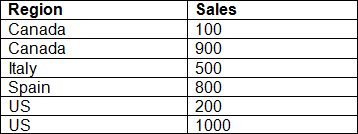 Region Sales
Canada 100
Canada 900
Italy 500
Spain 800
US 200
US 1000